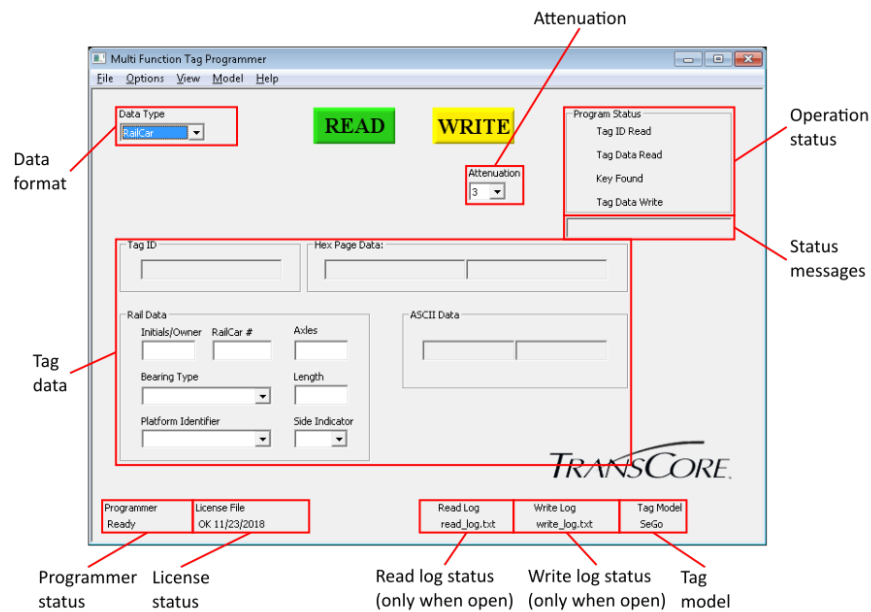 Attenuation
Multi Function Tag Programmer
File Options View Model Help
Data Type
RailCar
READ
WRITE
Attenuation
3
Program Status
Tag ID Read
Tag Data Read
Key Found
Tag Data Write
Operation
status
Data
format
Status
messages
Tag ID
Hex Page Data:
Rail Data
Initials/Owner RailCar # Axles
Bearing Type Length
Platform Identifier Side Indicator
ASCII Data
Tag
data
TRANSCORE.
Programmer
Ready
License File
OK 11/23/2018
Read Log
read_log.txt
Write Log
write_log.txt
Tag Model
SeGo
Programmer
status
License
status
Read log status
(only when open)
Write log status
(only when open)
Tag
model